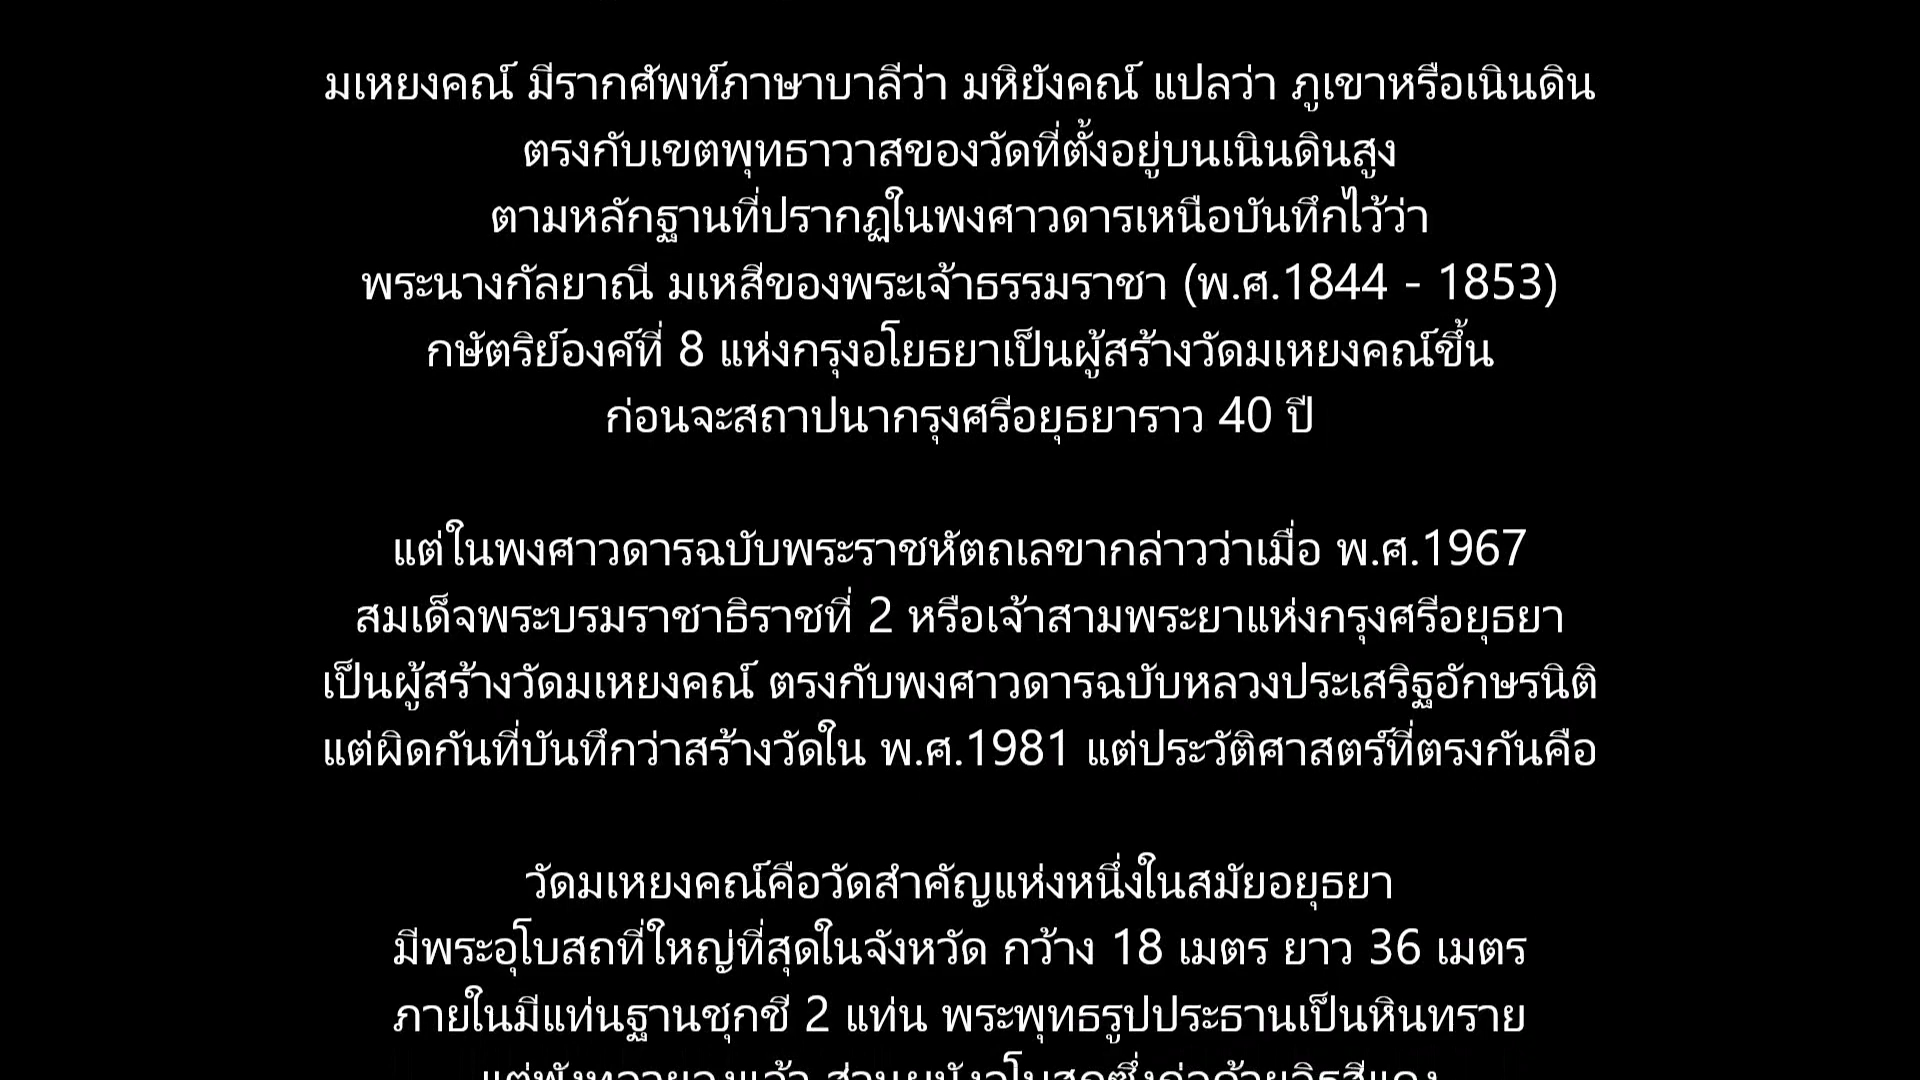 มเหยงคณ์ มีรากศัพท์ภาษาบาลีว่า มหิยังคณ์ แปลว่า ภูเขาหรือเนินดิน
ตรงกับเขตพุทธาวาสของวัดที่ตั้งอยู่บนเนินดินสูง
ตามหลักฐานที่ปรากฏในพงศาวดารเหนือบันทึกไว้ว่า
พระนางกัลยาณี มเหสีของพระเจ้าธรรมราชา (พ.ศ.1844 - 1853)
กษัตริย์องค์ที่ 8 แห่งกรุงอโยธยาเป็นผู้สร้างวัดมเหยงคณ์ขึ้น
ก่อนจะสถาปนากรุงศรีอยุธยาราว 40 ปี
แต่ในพงศาวดารฉบับพระราชหัตถเลขากล่าวว่าเมื่อ พ.ศ.1967
สมเด็จพระบรมราชาธิราชที่ 2 หรือเจ้าสามพระยาแห่งกรุงศรีอยุธยา
เป็นผู้สร้างวัดมเหยงคณ์ ตรงกับพงศาวดารฉบับหลวงประเสริฐอักษรนิติ
แต่ผิดกันที่บันทึกว่าสร้างวัดใน พ.ศ.1981 แต่ประวัติศาสตร์ที่ตรงกันคือ
วัดมเหยงคณ์คือวัดสำคัญแห่งหนึ่งในสมัยอยุธยา
มีพระอุโบสถที่ใหญ่ที่สุดในจังหวัด กว้าง 18 เมตร ยาว 36 เมตร
ภายในมีแท่นฐานชุกชี 2 แท่น พระพุทธรูปประธานเป็นหินทราย